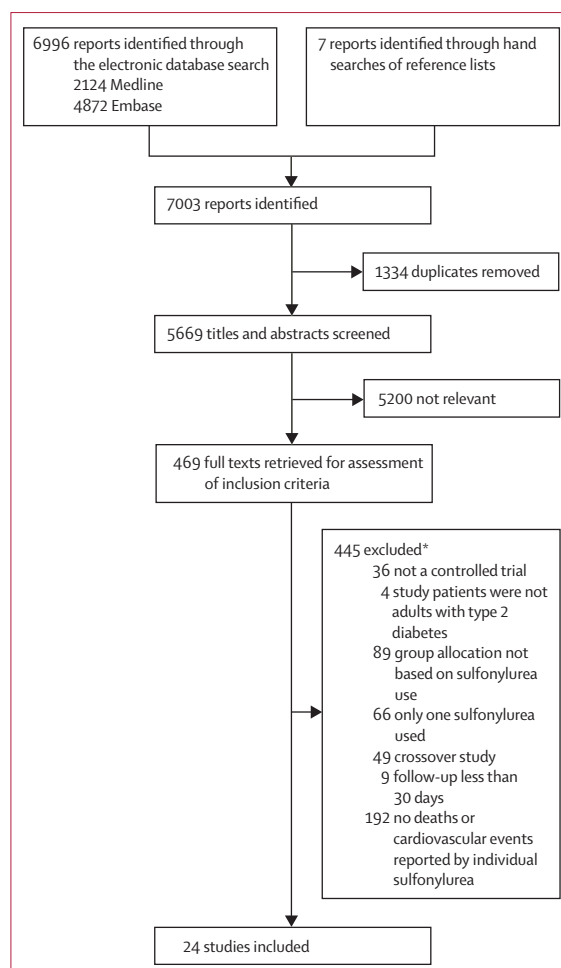 6996 reports identified through
the electronic database search
2124 Medline
4872 Embase
7 reports identified through hand
searches of reference lists
7003 reports identified
1334 duplicates removed
5669 titles and abstracts screened
5200 not relevant
469 full texts retrieved for assessment
of inclusion criteria
445 excluded*
36 not a controlled trial
4 study patients were not
adults with type 2
diabetes
89 group allocation not
based on sulfonylurea
use
66 only one sulfonylurea
used
49 crossover study
9 follow-up less than
30 days
192 no deaths or
cardiovascular events
reported by individual
sulfonylurea
24 studies included